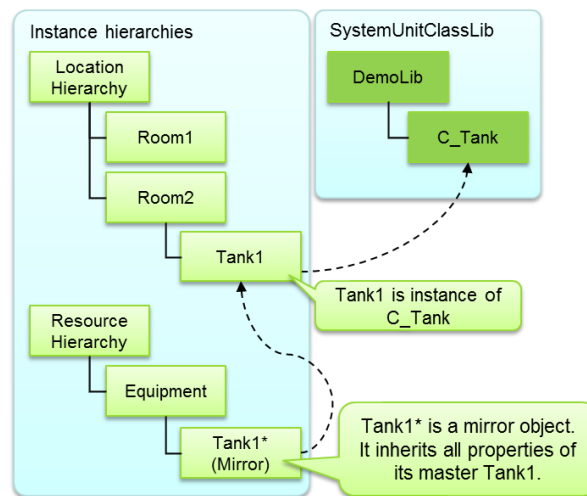 Instance hierarchies
Location
Hierarchy
Room1
Room2
Tank1
Resource
Hierarchy
Equipment
Tank1*
(Mirror)
SystemUnitClassLib
DemoLib
C_Tank
Tank1 is instance of
C_Tank
Tank1* is a mirror object.
It inherits all properties of
its master Tank1.